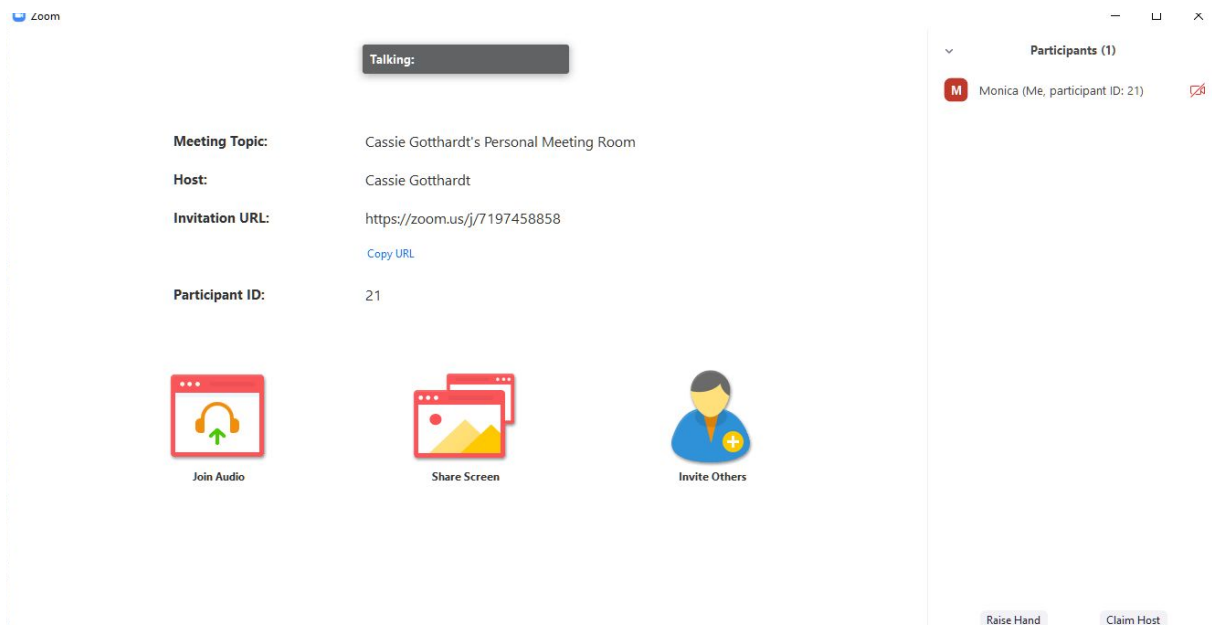 Zoom
Talking:
Participants (1)
M Monica (Me, participant ID: 21)
Meeting Topic: Cassie Gotthardt's Personal Meeting Room
Host: Cassie Gotthardt
Invitation URL: https://zoom.us/j/7197458858
Copy URL
Participant ID: 21
Join Audio Share Screen Invite Others
Raise Hand Claim Host